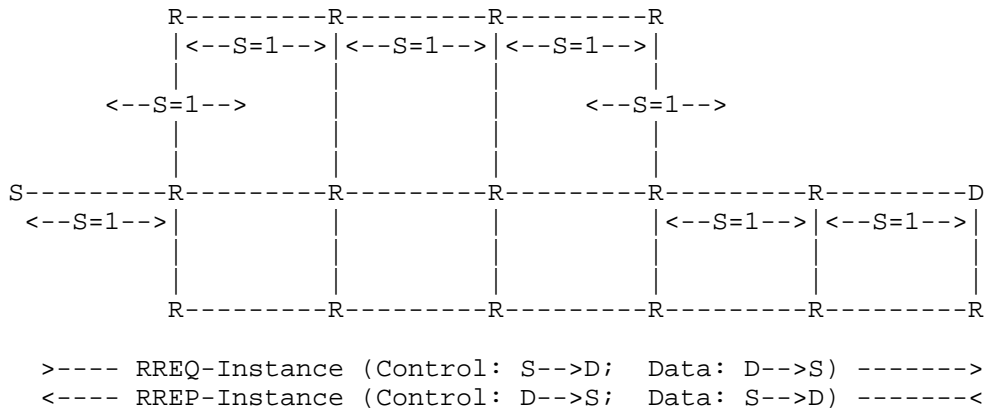 R---------R---------R---------R
|<--S=1-->|<--S=1-->|<--S=1-->|
|         |         |         |
<--S=1-->      |         |      <--S=1-->
|         |         |         |
|         |         |         |
S---------R---------R---------R---------R---------R---------D
<--S=1-->|         |         |         |<--S=1-->|<--S=1-->|
|         |         |         |         |         |
|         |         |         |         |         |
R---------R---------R---------R---------R---------R
>---- RREQ-Instance (Control: S-->D;  Data: D-->S) ------->
<---- RREP-Instance (Control: D-->S;  Data: S-->D) -------<